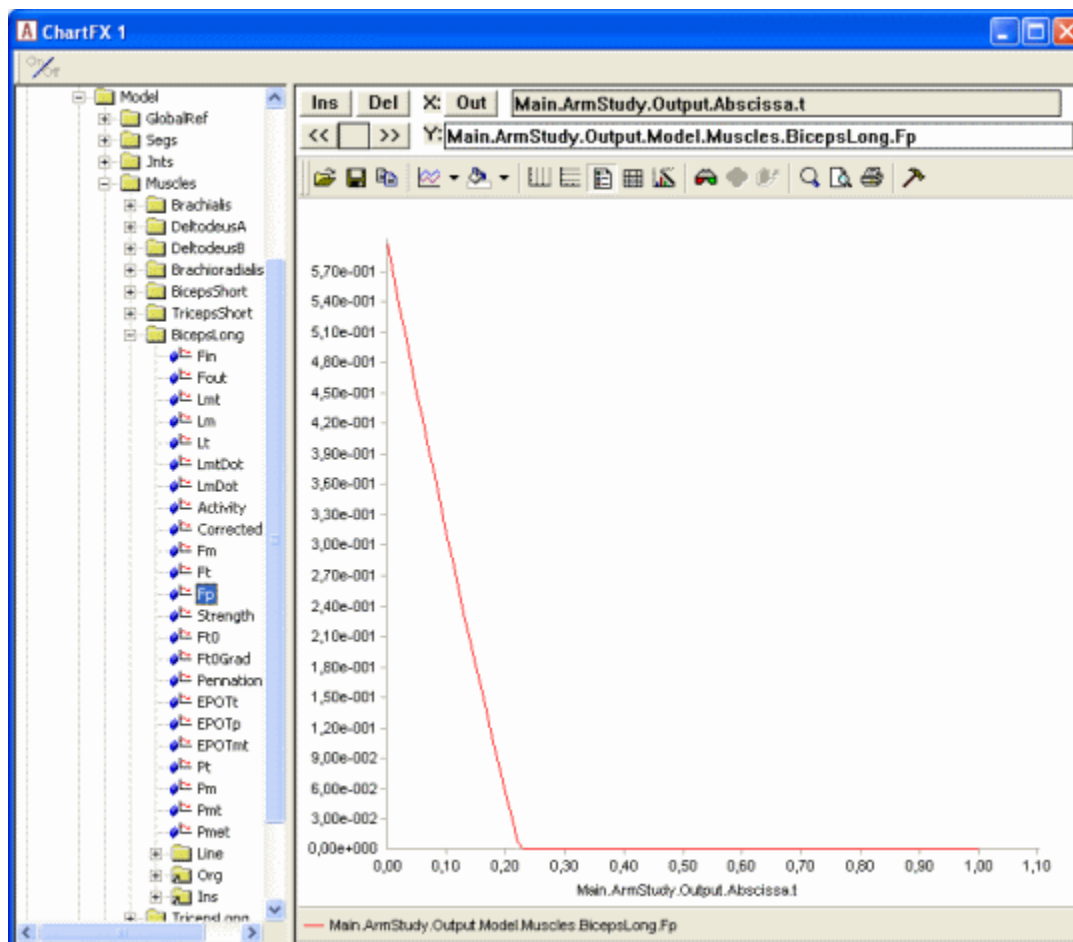 ChartFX 1
On/Off
Model
GlobalRef
Segs
Jnts
Muscles
Brachialis
DeltodeusA
DeltodeusB
Brachioradialis
BicepsShort
TricepsShort
BicepsLong
Fin
Fout
Lmt
Lm
Lt
LmtDot
LmDot
Activity
Corrected
Fm
Ft
Fp
Strength
Ft0
Ft0Grad
Pennation
EPOTt
EPOTp
EPOTmt
Pt
Pm
Pmt
Pmet
Line
Org
Ins
TricepsLong
Ins Del X: Out Main.ArmStudy.Output.Abscissa.t
<< >> Y: Main.ArmStudy.Output.Model.Muscles.BicepsLong.Fp
5,70e-001
5,40e-001
5,10e-001
4,80e-001
4,50e-001
4,20e-001
3,90e-001
3,60e-001
3,30e-001
3,00e-001
2,70e-001
2,40e-001
2,10e-001
1,80e-001
1,50e-001
1,20e-001
9,00e-002
6,00e-002
3,00e-002
0,00e+000
0,00 0,10 0,20 0,30 0,40 0,50 0,60 0,70 0,80 0,90 1,00 1,10
Main.ArmStudy.Output.Abscissa.t
Main.ArmStudy.Output.Model.Muscles.BicepsLong.Fp